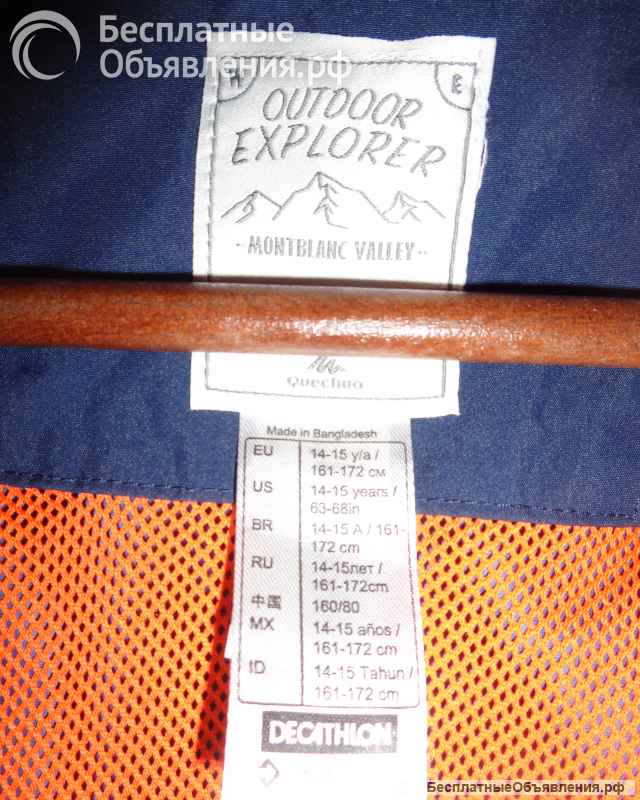 Бесплатные
Объявления.рф
OUTDOOR
EXPLORER
-MONTBLANC VALLEY-
Quechua
Made in Bangladesh
EU 14-15 y/a /
161-172 см
US 14-15 years /
63-68in
BR 14-15 A / 161-
172 cm
RU 14-15лет /
161-172cm
中国 160/80
MX 14-15 años /
161-172 cm
ID 14-15 Tahun /
161-172 cm
DECATHLON
БесплатныеОбъявления.рф